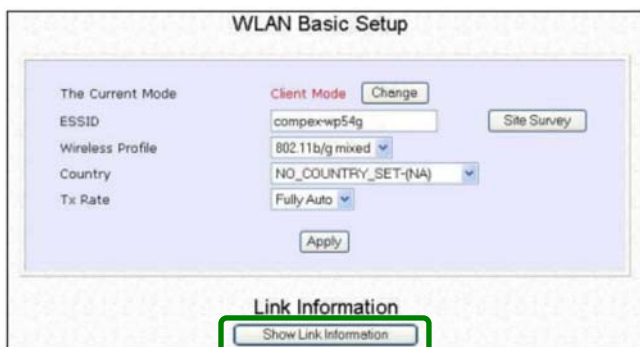 WLAN Basic Setup
The Current Mode Client Mode Change
ESSID compex-wp54g Site Survey
Wireless Profile 802.11b/g mixed
Country NO_COUNTRY_SET-(NA)
Tx Rate Fully Auto
Apply
Link Information
Show Link Information